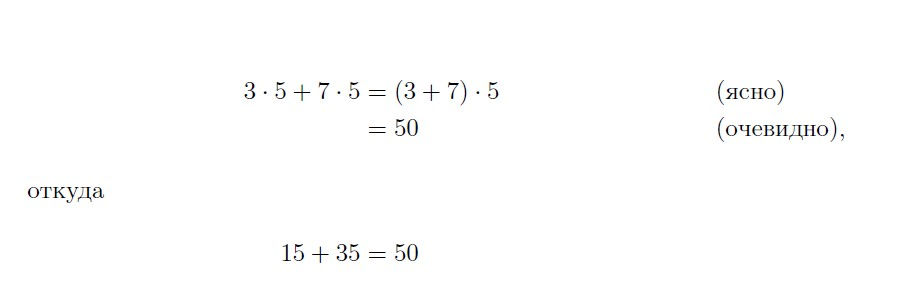 3 · 5 + 7 · 5 = (3 + 7) · 5 (ясно)
= 50 (очевидно),
откуда
15 + 35 = 50